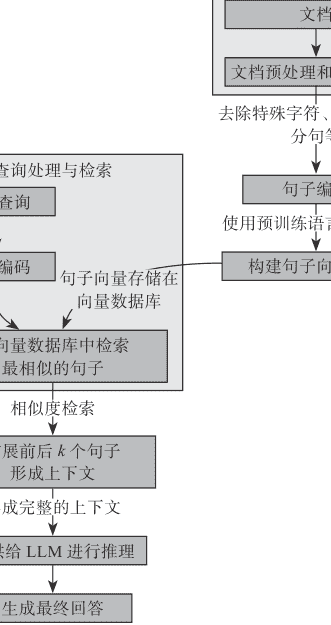 文档
文档预处理和
去除特殊字符、
分句等
句子编
使用预训练语言
构建句子向
查询处理与检索
查询
编码
句子向量存储在
向量数据库
向量数据库中检索
最相似的句子
相似度检索
展前后 k 个句子
形成上下文
成完整的上下文
供给 LLM 进行推理
生成最终回答